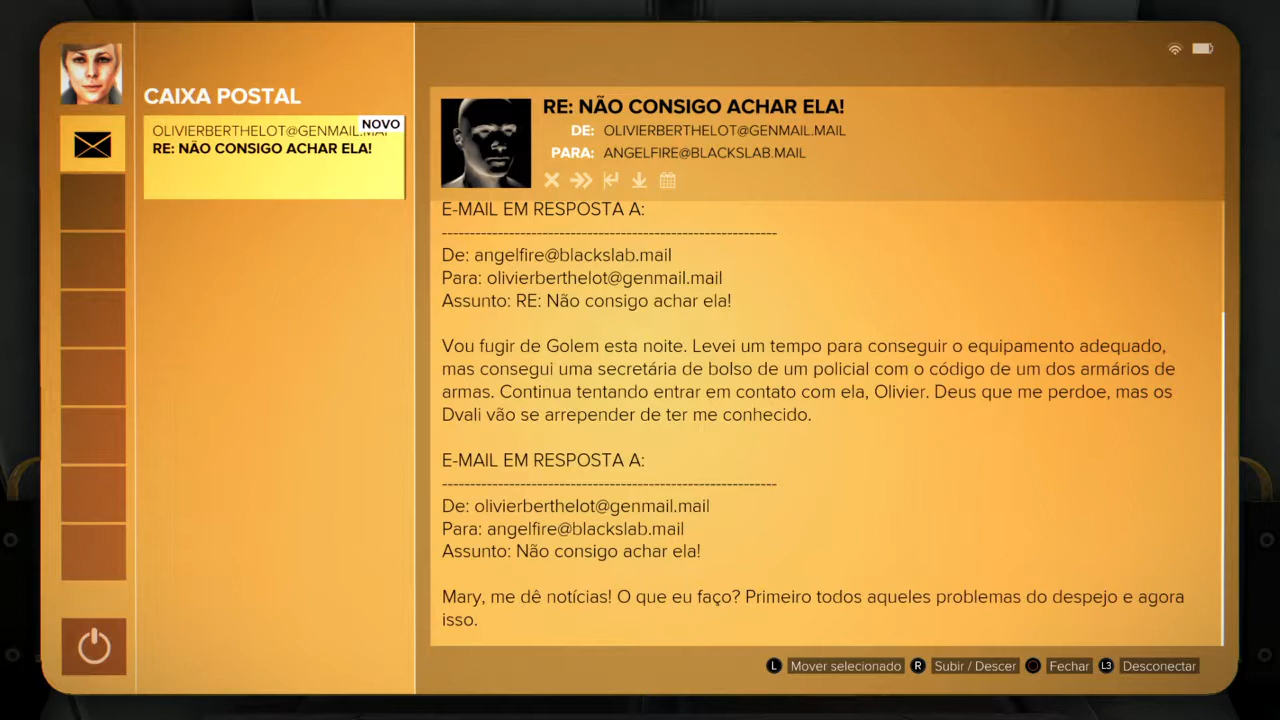 CAIXA POSTAL
NOVO
OLIVIERBERTHELOT@GENMAIL.MAI
RE: NÃO CONSIGO ACHAR ELA!
RE: NÃO CONSIGO ACHAR ELA!
DE: OLIVIERBERTHELOT@GENMAIL.MAIL
PARA: ANGELFIRE@BLACKSLAB.MAIL
E-MAIL EM RESPOSTA A:
------------------------------------------------------------
De: angelfire@blackslab.mail
Para: olivierberthelot@genmail.mail
Assunto: RE: Não consigo achar ela!
Vou fugir de Golem esta noite. Levei um tempo para conseguir o equipamento adequado,
mas consegui uma secretária de bolso de um policial com o código de um dos armários de
armas. Continua tentando entrar em contato com ela, Olivier. Deus que me perdoe, mas os
Dvali vão se arrepender de ter me conhecido.
E-MAIL EM RESPOSTA A:
------------------------------------------------------------
De: olivierberthelot@genmail.mail
Para: angelfire@blackslab.mail
Assunto: Não consigo achar ela!
Mary, me dê notícias! O que eu faço? Primeiro todos aqueles problemas do despejo e agora
isso.
L Mover selecionado R Subir / Descer Fechar L3 Desconectar